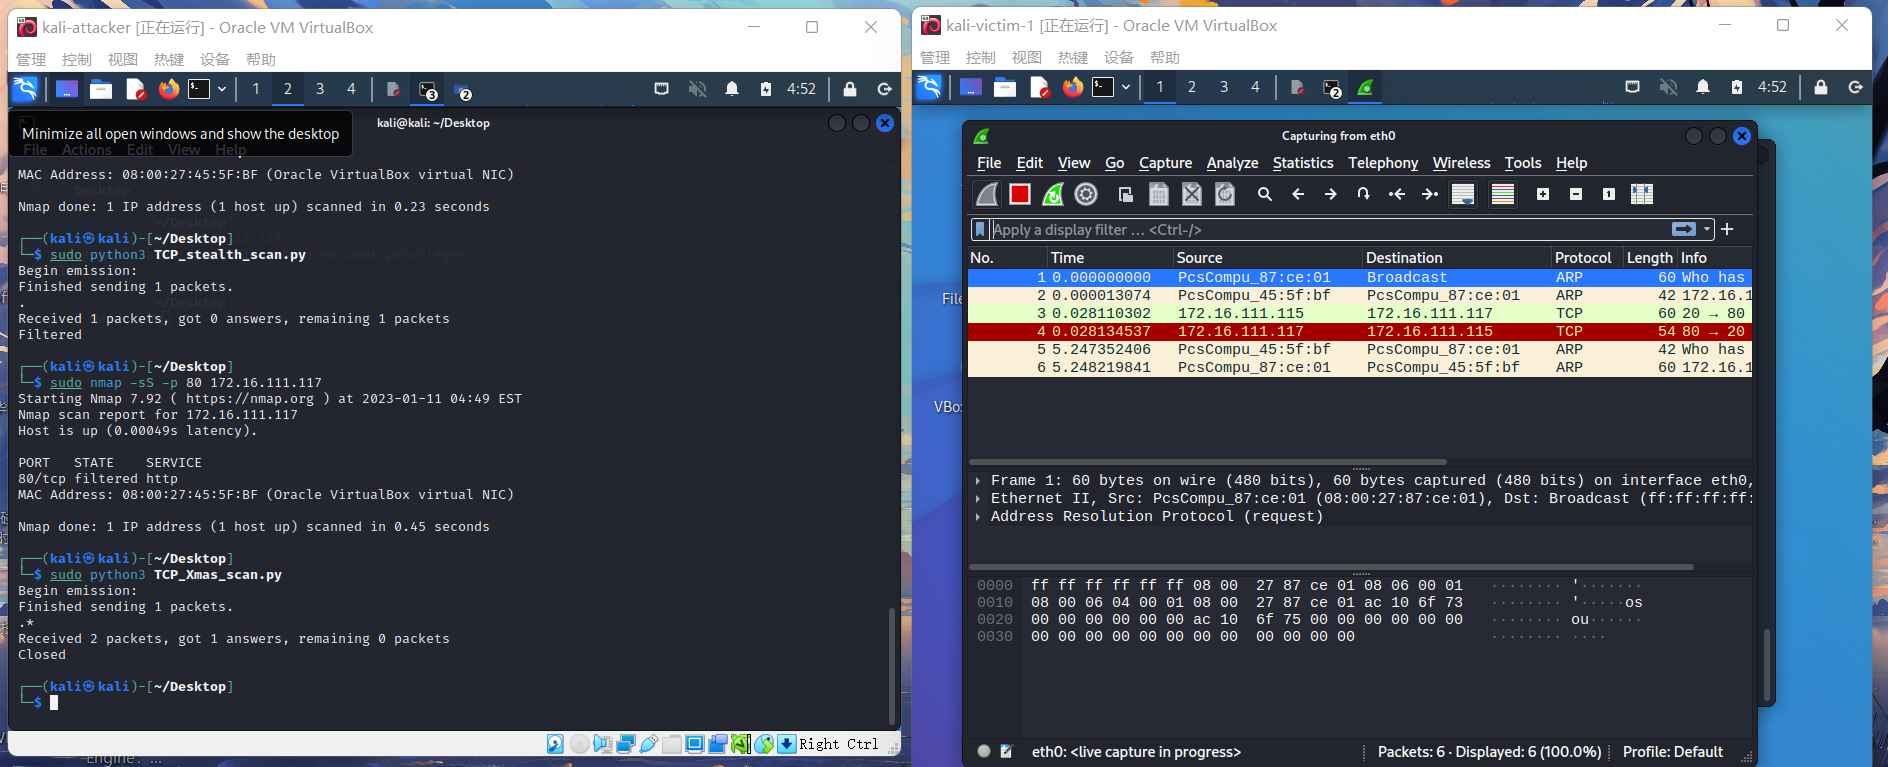 kali-attacker [正在运行] - Oracle VM VirtualBox
管理 控制 视图 热键 设备 帮助
1 2 3 4 3 2 4:52
Minimize all open windows and show the desktop
kali@kali: ~/Desktop
File Actions Edit View Help
MAC Address: 08:00:27:45:5F:BF (Oracle VirtualBox virtual NIC)
Nmap done: 1 IP address (1 host up) scanned in 0.23 seconds
┌──(kali㉿kali)-[~/Desktop]
└─$ sudo python3 TCP_stealth_scan.py
Begin emission:
Finished sending 1 packets.
.
Received 1 packets, got 0 answers, remaining 1 packets
Filtered
┌──(kali㉿kali)-[~/Desktop]
└─$ sudo nmap -sS -p 80 172.16.111.117
Starting Nmap 7.92 ( https://nmap.org ) at 2023-01-11 04:49 EST
Nmap scan report for 172.16.111.117
Host is up (0.00049s latency).
PORT STATE SERVICE
80/tcp filtered http
MAC Address: 08:00:27:45:5F:BF (Oracle VirtualBox virtual NIC)
Nmap done: 1 IP address (1 host up) scanned in 0.45 seconds
┌──(kali㉿kali)-[~/Desktop]
└─$ sudo python3 TCP_Xmas_scan.py
Begin emission:
Finished sending 1 packets.
.*
Received 2 packets, got 1 answers, remaining 0 packets
Closed
┌──(kali㉿kali)-[~/Desktop]
└─$
Right Ctrl
Engine: ...
kali-victim-1 [正在运行] - Oracle VM VirtualBox
管理 控制 视图 热键 设备 帮助
1 2 3 4 2 4:52
File
VBo
Capturing from eth0
File Edit View Go Capture Analyze Statistics Telephony Wireless Tools Help
Apply a display filter ... <Ctrl-/>
No. Time Source Destination Protocol Length Info
1 0.000000000 PcsCompu_87:ce:01 Broadcast ARP 60 Who has
2 0.000013074 PcsCompu_45:5f:bf PcsCompu_87:ce:01 ARP 42 172.16.1
3 0.028110302 172.16.111.115 172.16.111.117 TCP 60 20 → 80
4 0.028134537 172.16.111.117 172.16.111.115 TCP 54 80 → 20
5 5.247352406 PcsCompu_45:5f:bf PcsCompu_87:ce:01 ARP 42 Who has
6 5.248219841 PcsCompu_87:ce:01 PcsCompu_45:5f:bf ARP 60 172.16.1
Frame 1: 60 bytes on wire (480 bits), 60 bytes captured (480 bits) on interface eth0,
Ethernet II, Src: PcsCompu_87:ce:01 (08:00:27:87:ce:01), Dst: Broadcast (ff:ff:ff:ff:
Address Resolution Protocol (request)
0000 ff ff ff ff ff ff 08 00 27 87 ce 01 08 06 00 01 ········ '·······
0010 08 00 06 04 00 01 08 00 27 87 ce 01 ac 10 6f 73 ········ '·····os
0020 00 00 00 00 00 00 ac 10 6f 75 00 00 00 00 00 00 ········ ou······
0030 00 00 00 00 00 00 00 00 00 00 00 00 ········ ····
eth0: <live capture in progress>
Packets: 6 · Displayed: 6 (100.0%)
Profile: Default